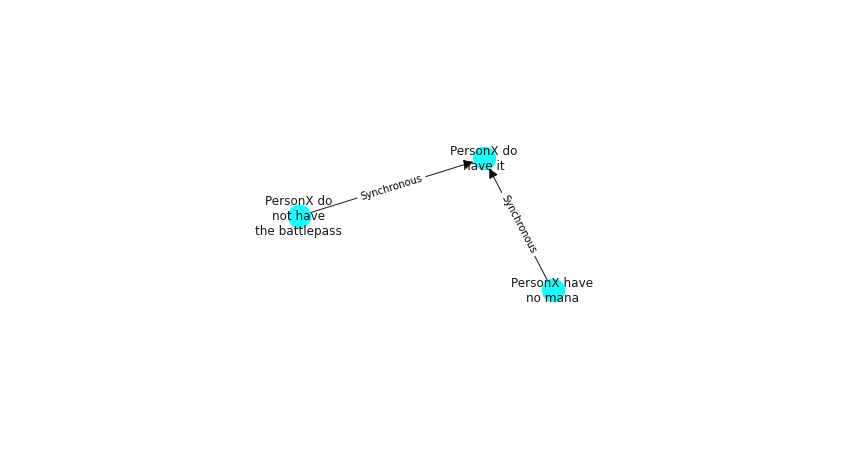 PersonX do
have it
Synchronous
PersonX do
not have
the battlepass
Synchronous
PersonX have
no mana